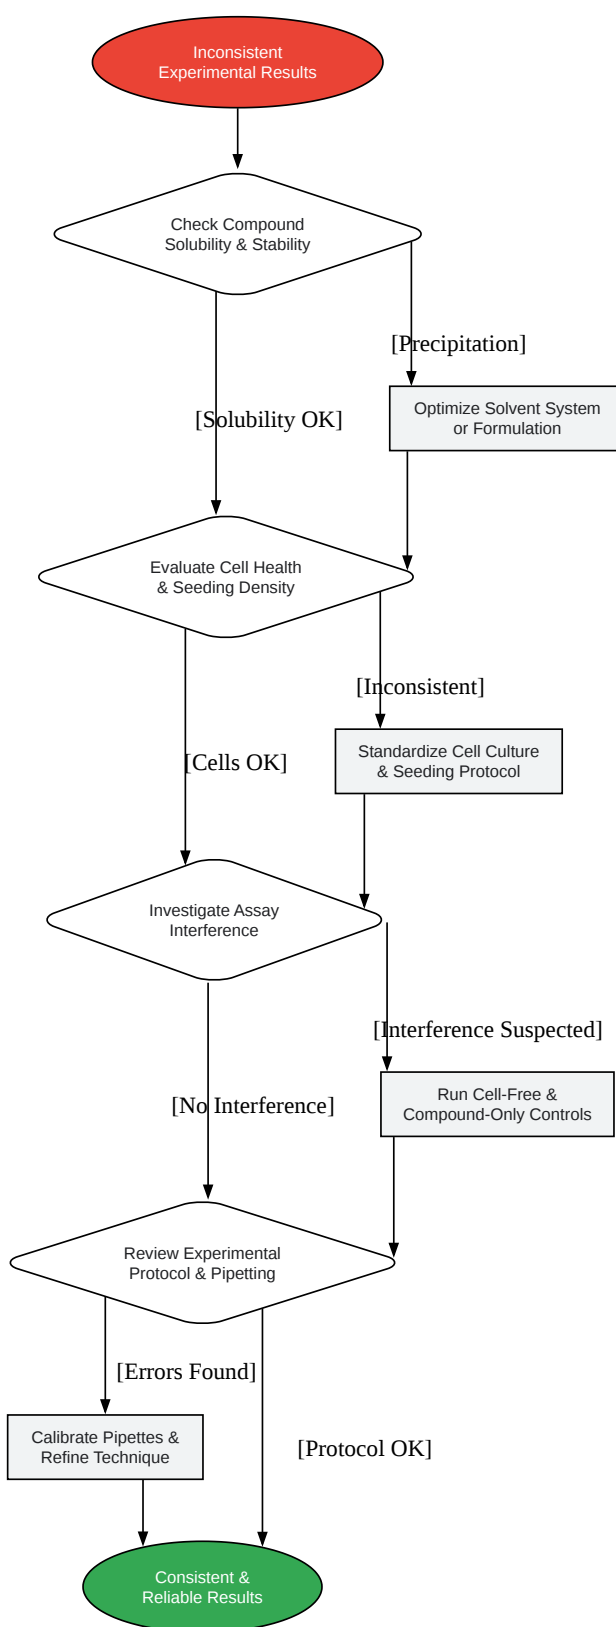 Inconsistent
Experimental Results
Check Compound
Solubility & Stability
[Precipitation]
Optimize Solvent System
or Formulation
[Solubility OK]
Evaluate Cell Health
& Seeding Density
[Inconsistent]
Standardize Cell Culture
& Seeding Protocol
[Cells OK]
Investigate Assay
Interference
[Interference Suspected]
Run Cell-Free &
Compound-Only Controls
[No Interference]
Review Experimental
Protocol & Pipetting
[Errors Found]
Calibrate Pipettes &
Refine Technique
[Protocol OK]
Consistent &
Reliable Results